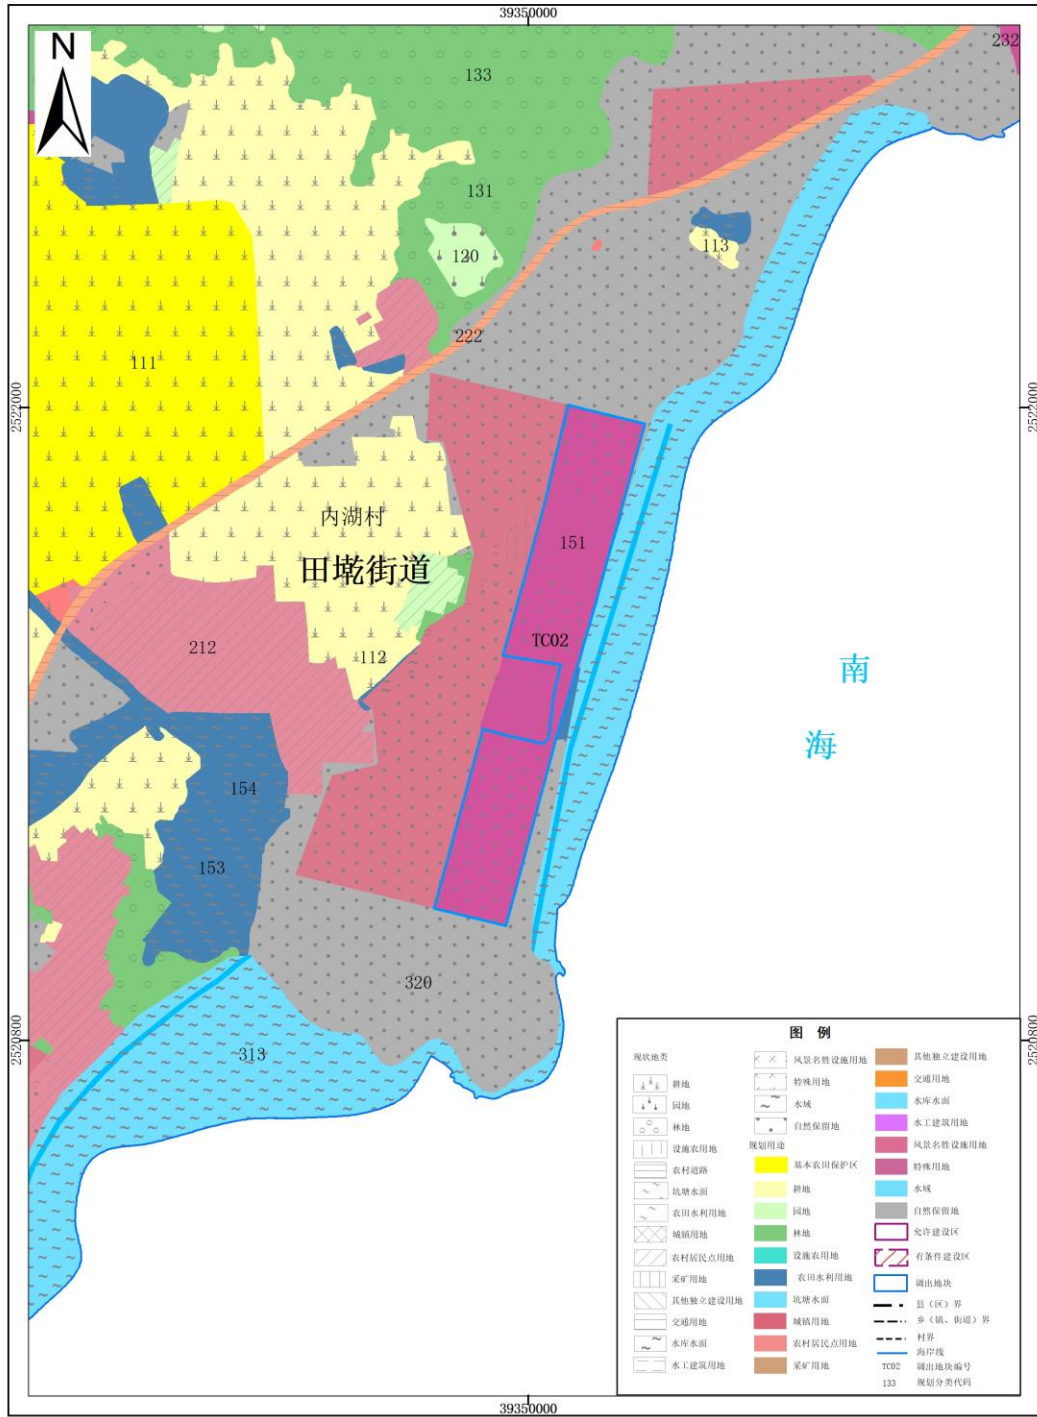 39350000
N
232
133
131
120
113
222
111
2522000
2522000
内湖村
151
田墘街道
TC02
212
112
南
海
154
153
320
313
2520800
2520800
图 例
现状地类
耕地
园地
林地
设施农用地
农村道路
坑塘水面
农田水利用地
城镇用地
农村居民点用地
采矿用地
其他独立建设用地
交通用地
水库水面
水工建筑用地
风景名胜设施用地
特殊用地
水域
自然保留地
规划用途
基本农田保护区
耕地
园地
林地
设施农用地
农田水利用地
坑塘水面
城镇用地
农村居民点用地
采矿用地
其他独立建设用地
交通用地
水库水面
水工建筑用地
风景名胜设施用地
特殊用地
水域
自然保留地
允许建设区
有条件建设区
调出地块
县（区）界
乡（镇、街道）界
村界
海岸线
TC02 调出地块编号
133 规划分类代码
39350000